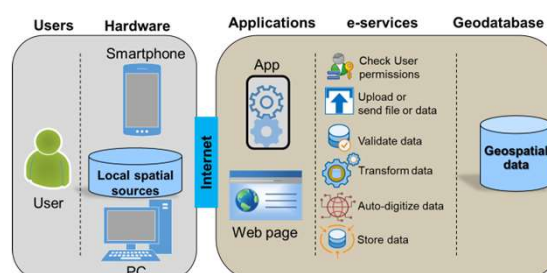 Users
Hardware
Applications
e-services
Geodatabase
Smartphone
User
Local spatial
sources
PC
Internet
App
Web page
Check User
permissions
Upload or
send file or data
Validate data
Transform data
Auto-digitize data
Store data
Geospatial
data